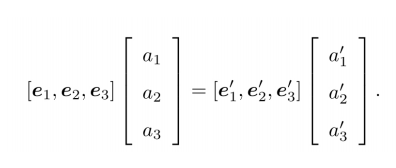 [e₁, e₂, e₃] [a₁ a₂ a₃] = [e′₁, e′₂, e′₃] [a′₁ a′₂ a′₃] .